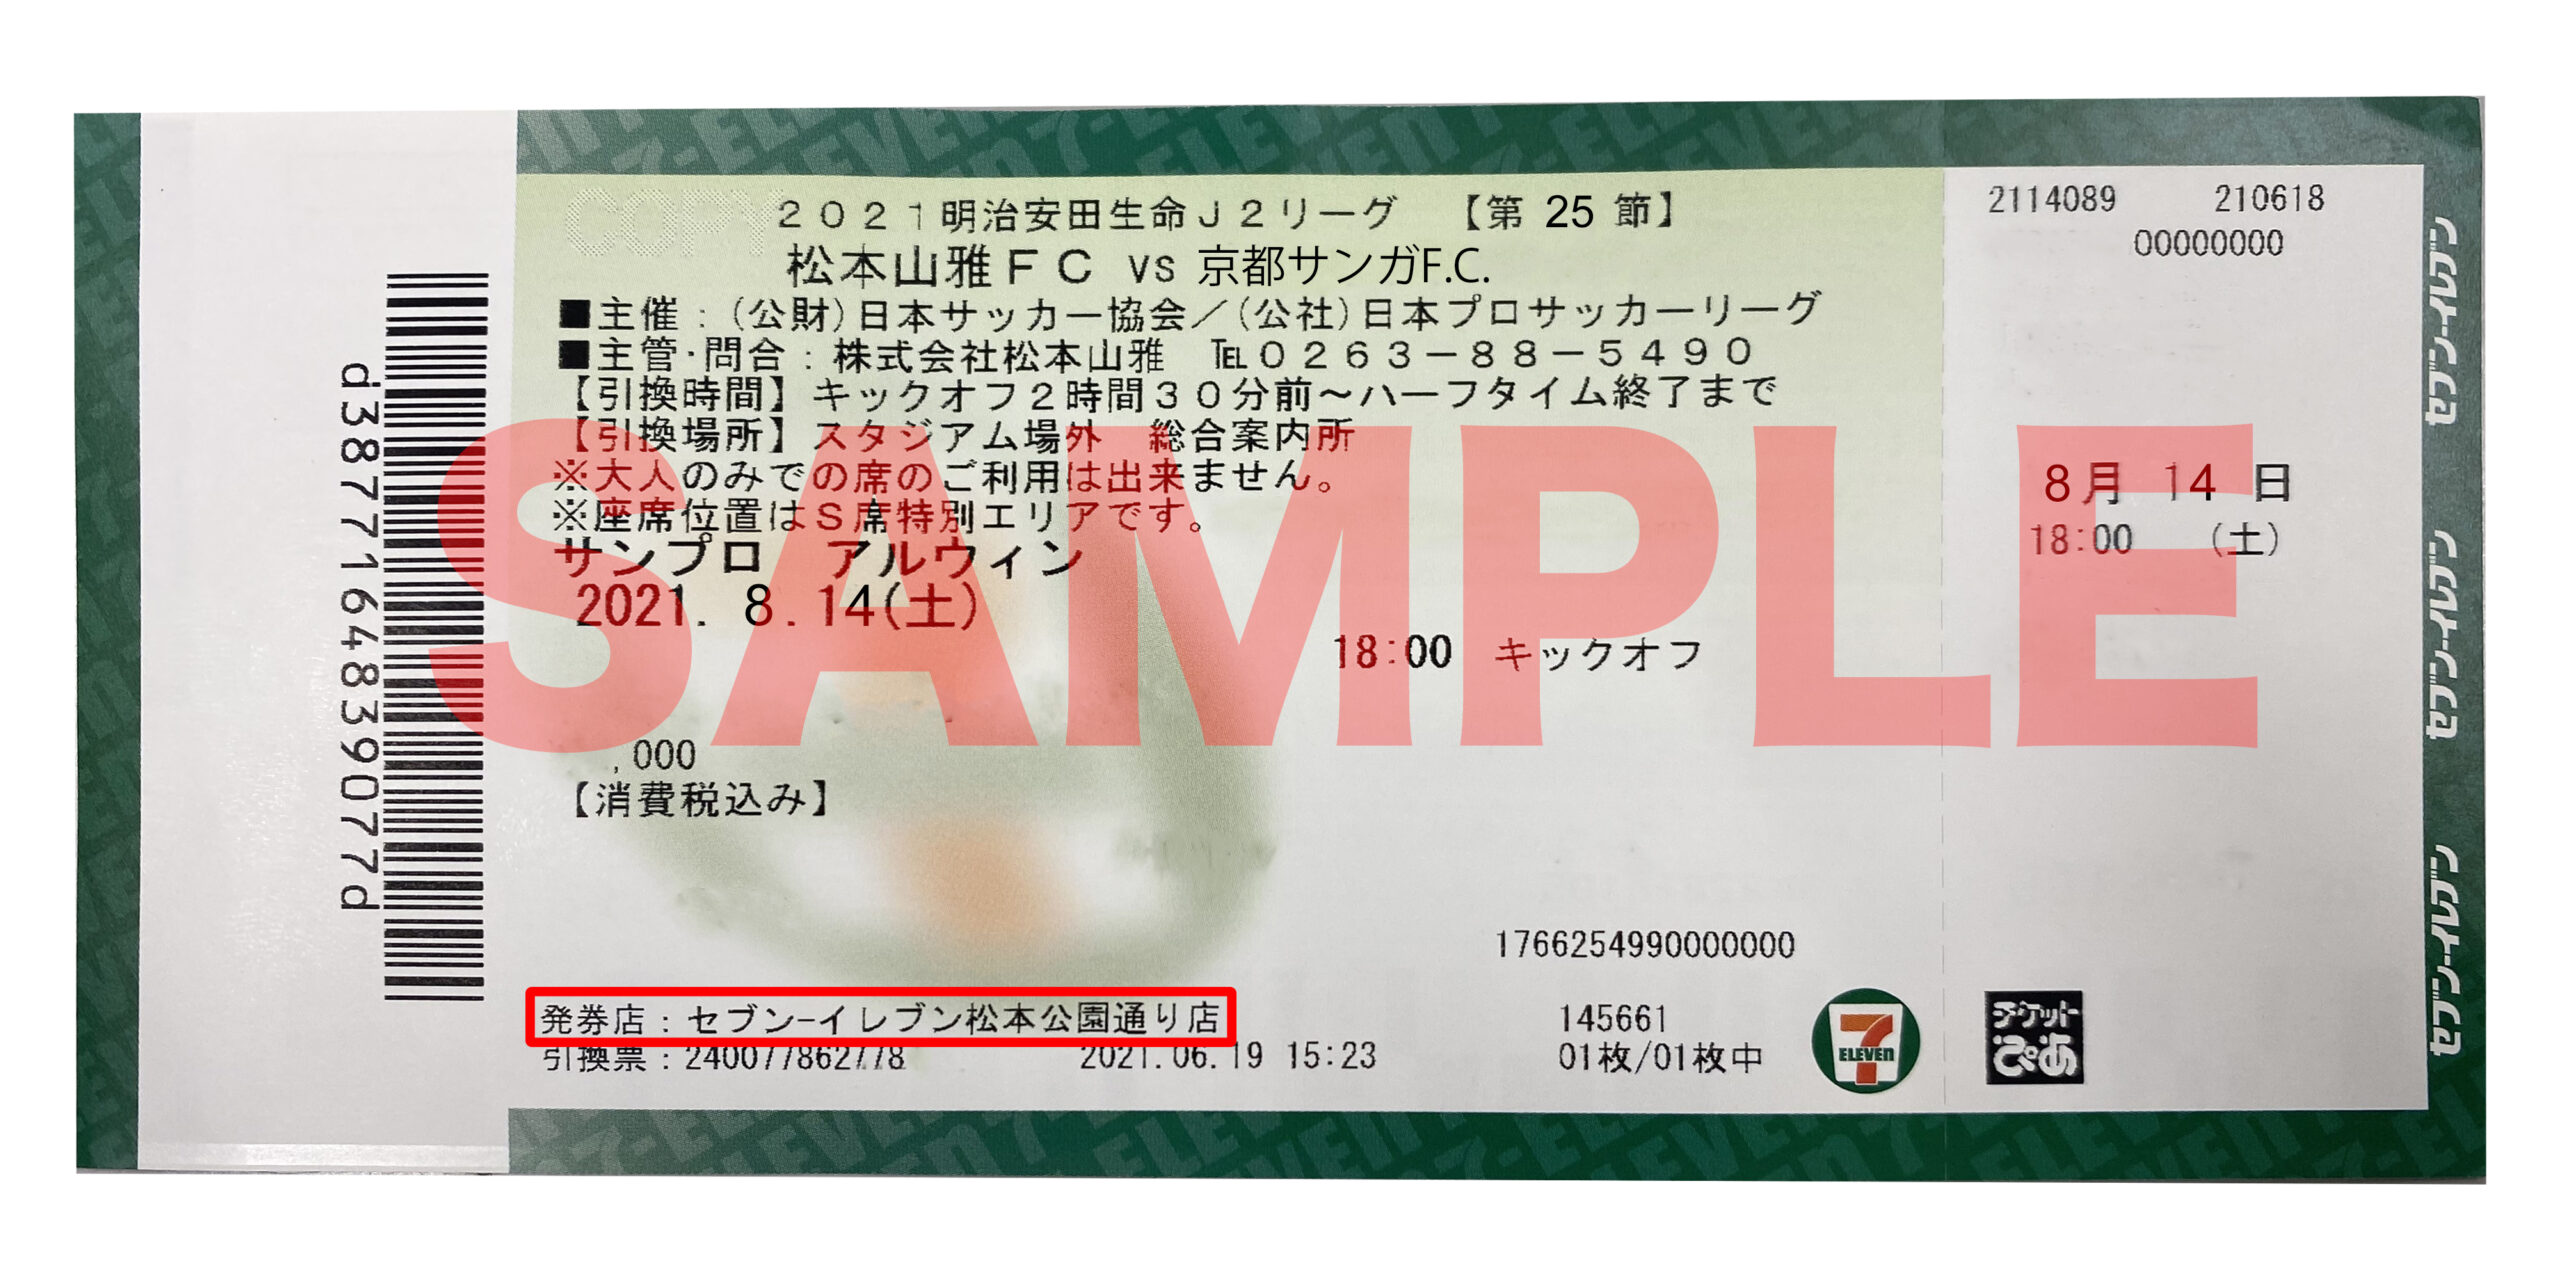 COPY
2021明治安田生命J2リーグ 【第 25 節】
松本山雅FC vs 京都サンガF.C.
■主催：(公財)日本サッカー協会／(公社)日本プロサッカーリーグ
■主管・問合：株式会社松本山雅 ℡0263－88－5490
【引換時間】キックオフ2時間30分前～ハーフタイム終了まで
【引換場所】スタジアム場外 総合案内所
※大人のみでの席のご利用は出来ません。
※座席位置はS席特別エリアです。
サンプロ アルウィン
2021. 8.14(土)
18:00 キックオフ
,000
【消費税込み】
1766254990000000
発券店：セブン-イレブン松本公園通り店
145661
引換票：240077862778 2021.06.19 15:23
01枚/01枚中
7
ELEVEN
2114089 210618
00000000
8月 14 日
18:00 (土)
チケットぴあ
d3877164839077d
SAMPLE
セブン-イレブン
セブン-イレブン
セブン-イレブン